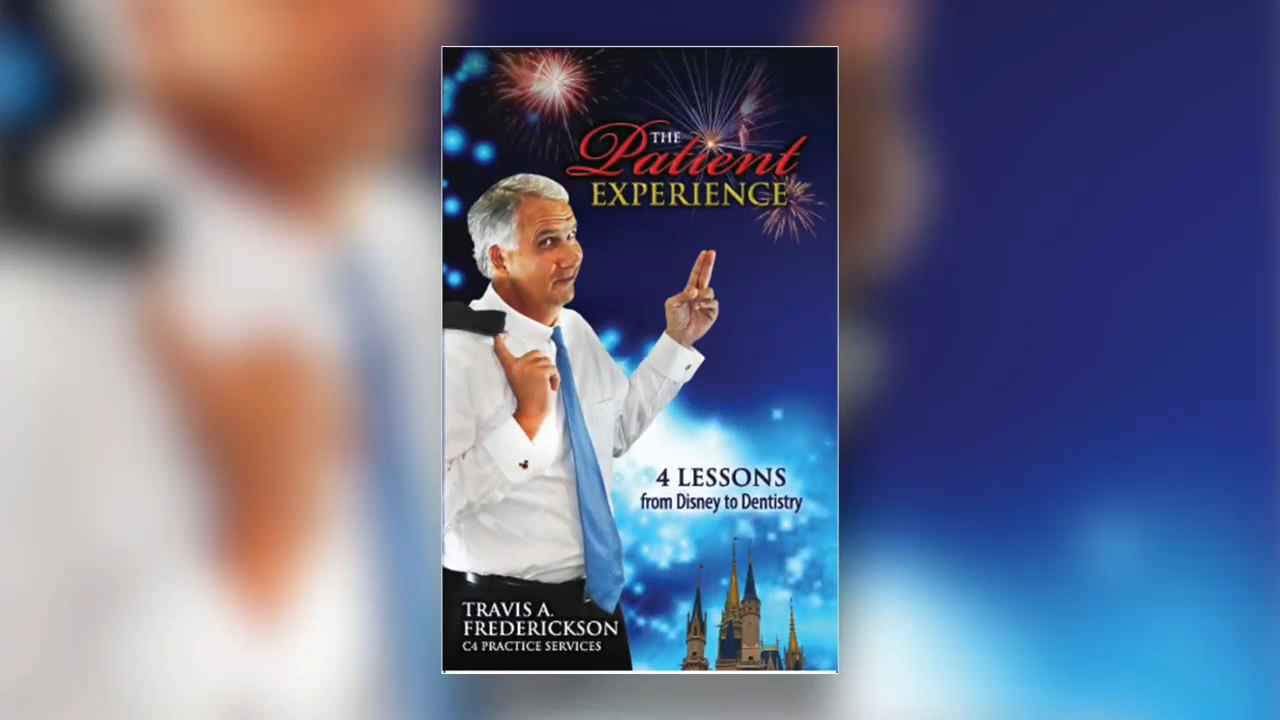 THE
Patient
EXPERIENCE
4 LESSONS
from Disney to Dentistry
TRAVIS A.
FREDERICKSON
C4 PRACTICE SERVICES